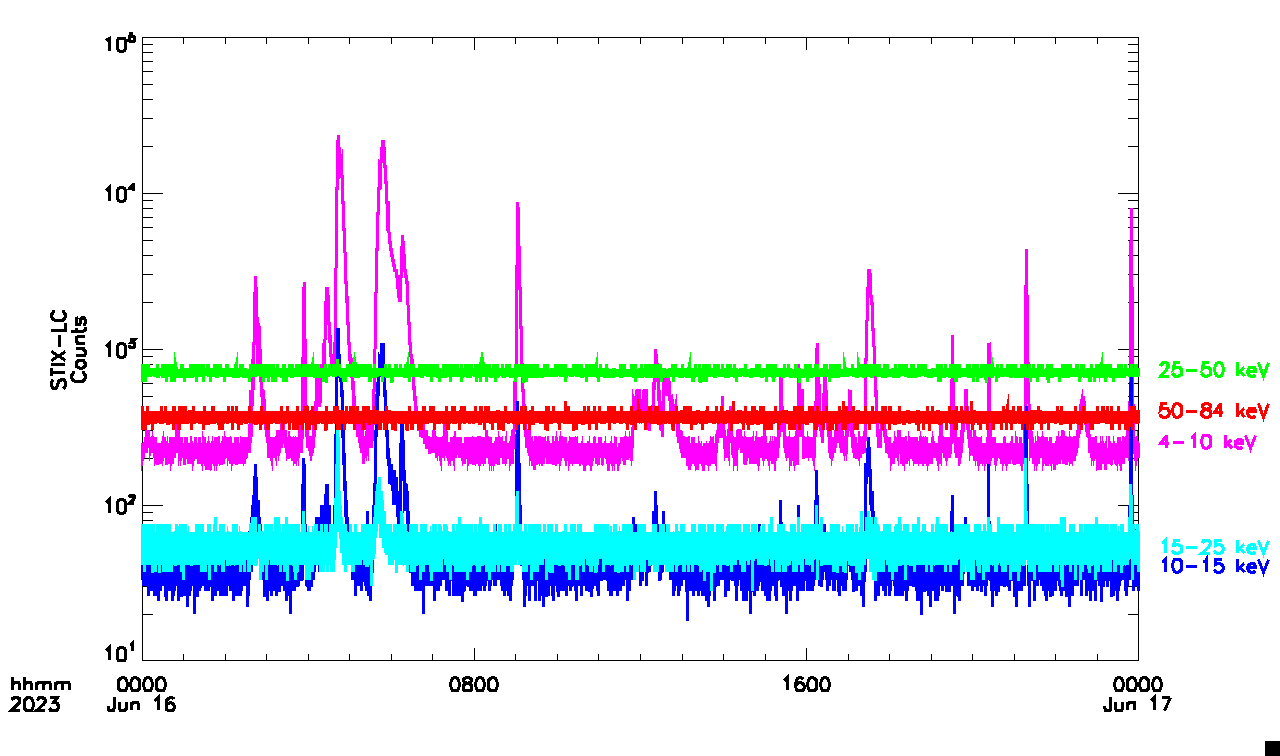 10⁵
10⁴
10³
10²
10¹
STIX-LC
Counts
25-50 keV
50-84 keV
4-10 keV
15-25 keV
10-15 keV
hhmm 0000 0800 1600 0000
2023 Jun 16 Jun 17